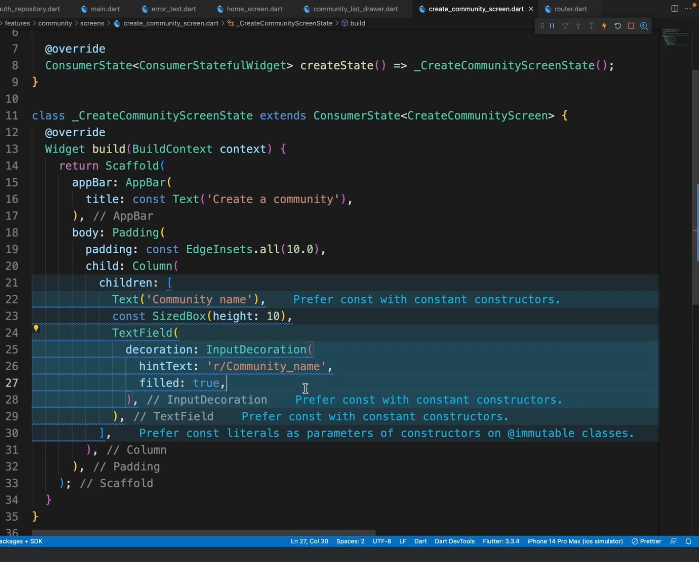 uth_repository.dart main.dart error_text.dart home_screen.dart community_list_drawer.dart create_community_screen.dart × router.dart ···
features > community > screens > create_community_screen.dart > _CreateCommunityScreenState > build
6
7 @override
8 ConsumerState<ConsumerStatefulWidget> createState() => _CreateCommunityScreenState();
9 }
10
11 class _CreateCommunityScreenState extends ConsumerState<CreateCommunityScreen> {
12 @override
13 Widget build(BuildContext context) {
14 return Scaffold(
15 appBar: AppBar(
16 title: const Text('Create a community'),
17 ), // AppBar
18 body: Padding(
19 padding: const EdgeInsets.all(10.0),
20 child: Column(
21 children: [
22 Text('Community name'), Prefer const with constant constructors.
23 const SizedBox(height: 10),
24 TextField(
25 decoration: InputDecoration(
26 hintText: 'r/Community_name',
27 filled: true,
28 ), // InputDecoration Prefer const with constant constructors.
29 ), // TextField Prefer const with constant constructors.
30 ], Prefer const literals as parameters of constructors on @immutable classes.
31 ), // Column
32 ), // Padding
33 ); // Scaffold
34 }
35 }
36
ackages + SDK Ln 27, Col 30 Spaces: 2 UTF-8 LF Dart Dart DevTools Flutter: 3.3.4 iPhone 14 Pro Max (ios simulator) Prettier